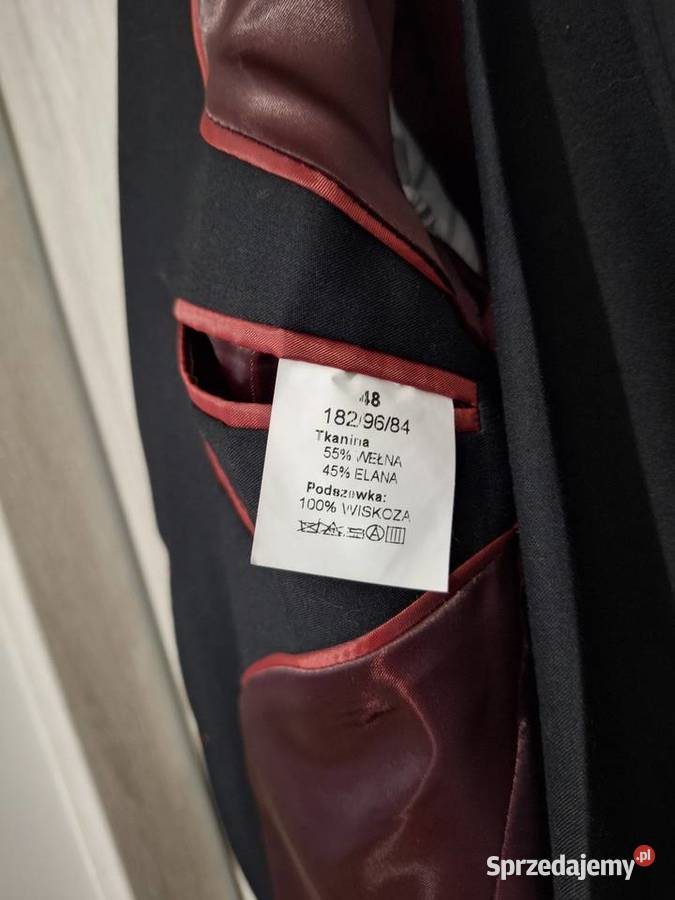 48
182/96/84
Tkanina
55% WEŁNA
45% ELANA
Podszewka:
100% WISKOZA
Sprzedajemy.pl